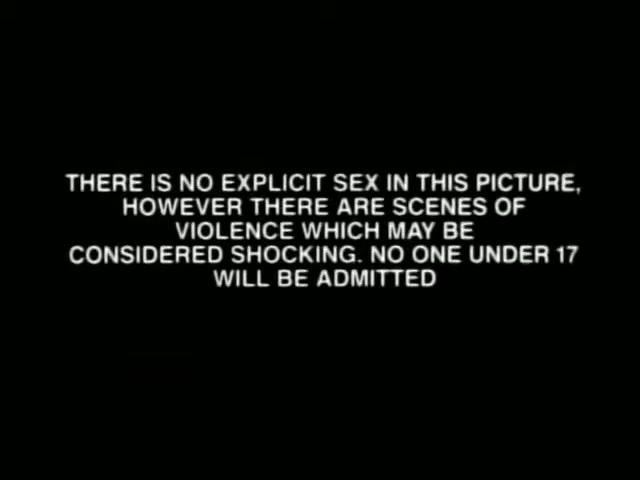 THERE IS NO EXPLICIT SEX IN THIS PICTURE,
HOWEVER THERE ARE SCENES OF
VIOLENCE WHICH MAY BE
CONSIDERED SHOCKING. NO ONE UNDER 17
WILL BE ADMITTED